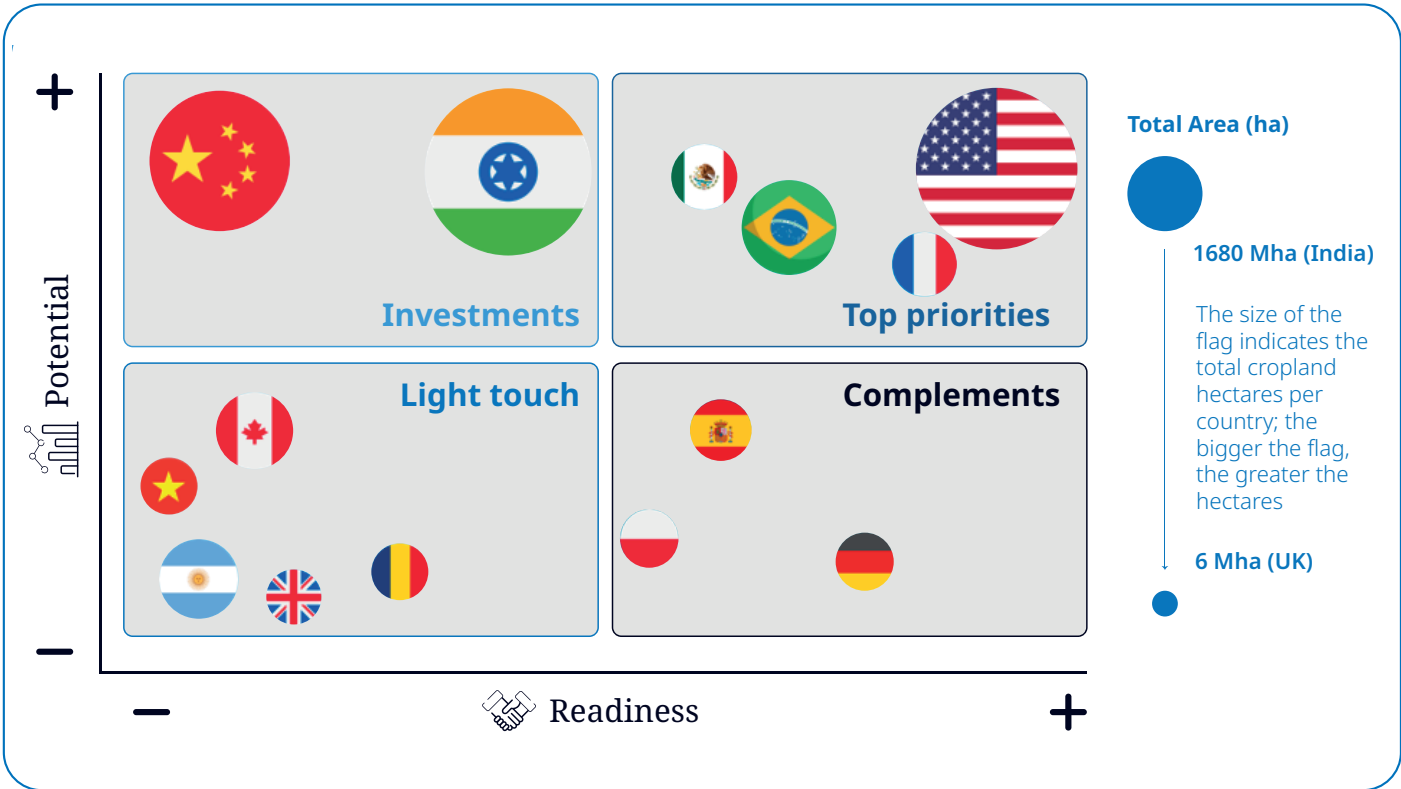 Potential
Investments
Top priorities
Light touch
Complements
Readiness
Total Area (ha)
1680 Mha (India)
The size of the
flag indicates the
total cropland
hectares per
country; the
bigger the flag,
the greater the
hectares
6 Mha (UK)